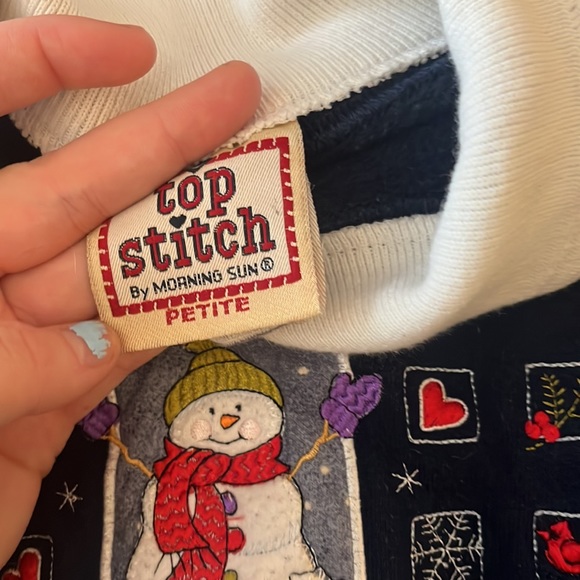 top
stitch
By MORNING SUN®
PETITE